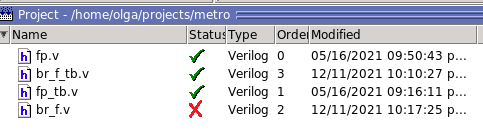 Project - /home/olga/projects/metro
Name Status Type Order Modified
fp.v Verilog 0 05/16/2021 09:50:43 p...
br_f_tb.v Verilog 3 12/11/2021 10:10:27 p...
fp_tb.v Verilog 1 05/16/2021 09:16:11 p...
br_f.v Verilog 2 12/11/2021 10:17:25 p...